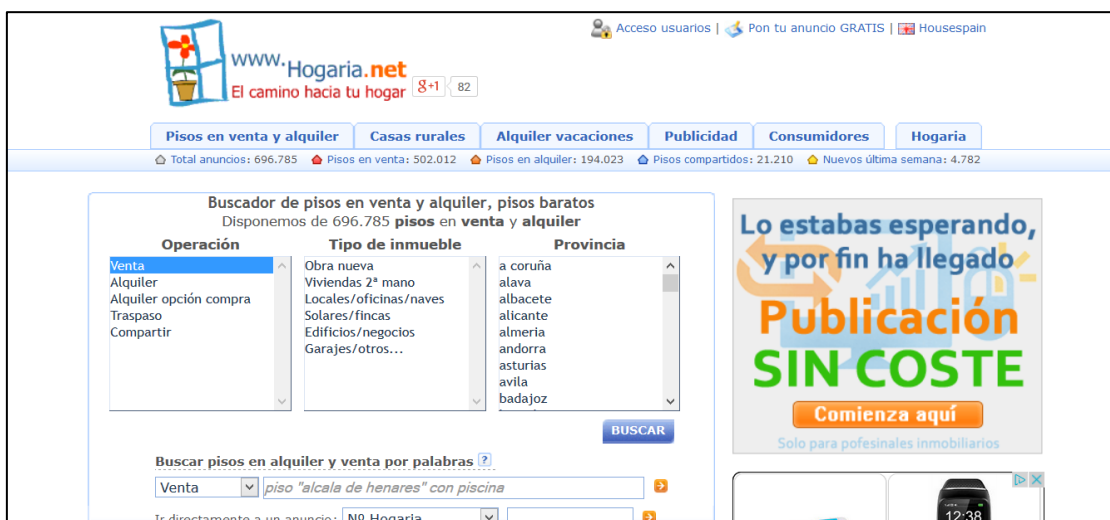 Acceso usuarios | Pon tu anuncio GRATIS | Housespain
www.Hogaria.net
El camino hacia tu hogar
g+1 82
Pisos en venta y alquiler Casas rurales Alquiler vacaciones Publicidad Consumidores Hogaria
Total anuncios: 696.785 Pisos en venta: 502.012 Pisos en alquiler: 194.023 Pisos compartidos: 21.210 Nuevos última semana: 4.782
Buscador de pisos en venta y alquiler, pisos baratos
Disponemos de 696.785 pisos en venta y alquiler
Operación Tipo de inmueble Provincia
Venta
Alquiler
Alquiler opción compra
Traspaso
Compartir
Obra nueva
Viviendas 2ª mano
Locales/oficinas/naves
Solares/fincas
Edificios/negocios
Garajes/otros...
a coruña
alava
albacete
alicante
almeria
andorra
asturias
avila
badajoz
BUSCAR
Buscar pisos en alquiler y venta por palabras ?
Venta piso "alcala de henares" con piscina
Ir directamente a un anuncio: Nº Hogaria
Lo estabas esperando,
y por fin ha llegado
Publicación
SIN COSTE
Comienza aquí
Solo para pofesinales inmobiliarios
12:38